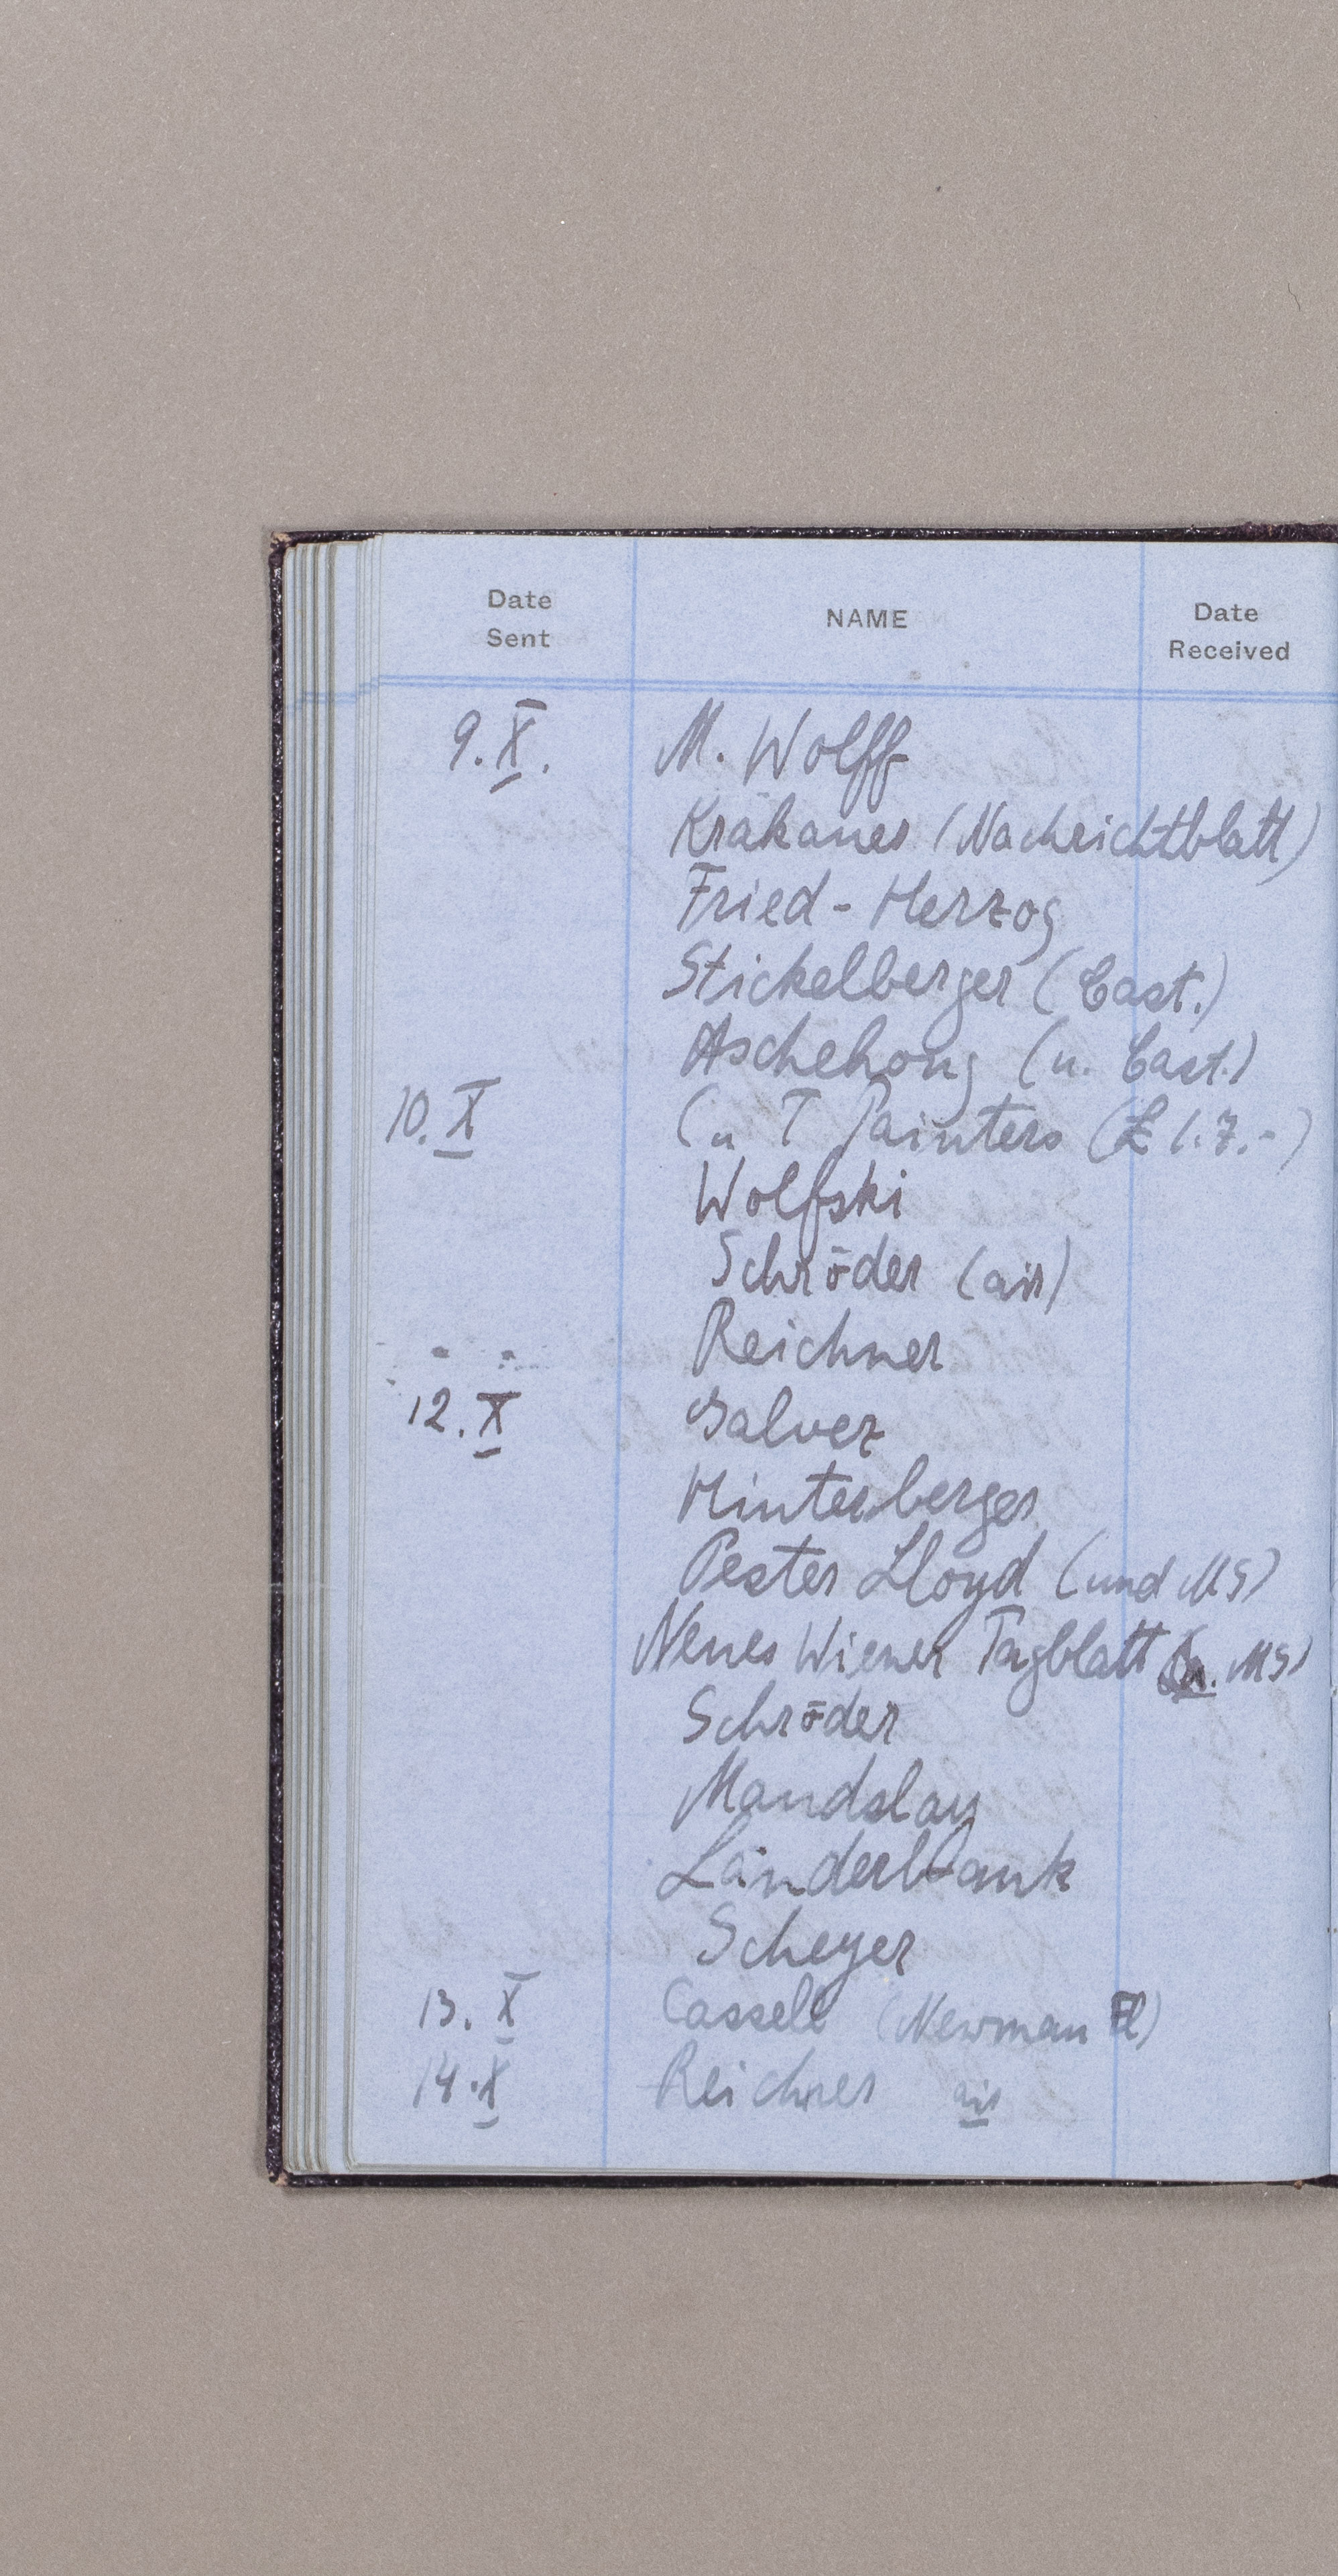 Date Sent NAME Date Received
9.X. M. Wolff
Krakauer (Nachrichtblatt)
Fried-Herzog
Stickelberger (Cast.)
Aschehoug (u. Cast.)
10. X C u T Painters (£ 1.7.-)
Wolfski
Schröder (air)
Reichner
12. X Galvez
Hinterberger
Pester Lloyd (und MS)
Neues Wiener Tagblatt (u. MS)
Schröder
Maudslay
Länderbank
Scheyer
13. X Cassell (Newman Fl)
14.X Reichner air